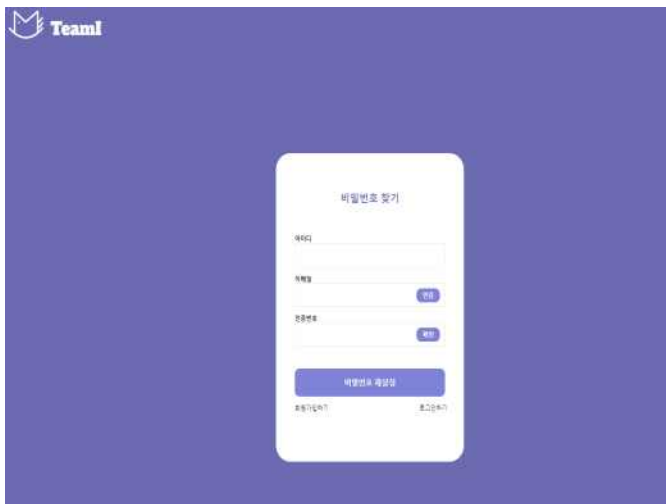 TeamI
비밀번호 찾기
아이디
이메일
인증
인증번호
확인
비밀번호 재설정
회원가입하기 로그인하기